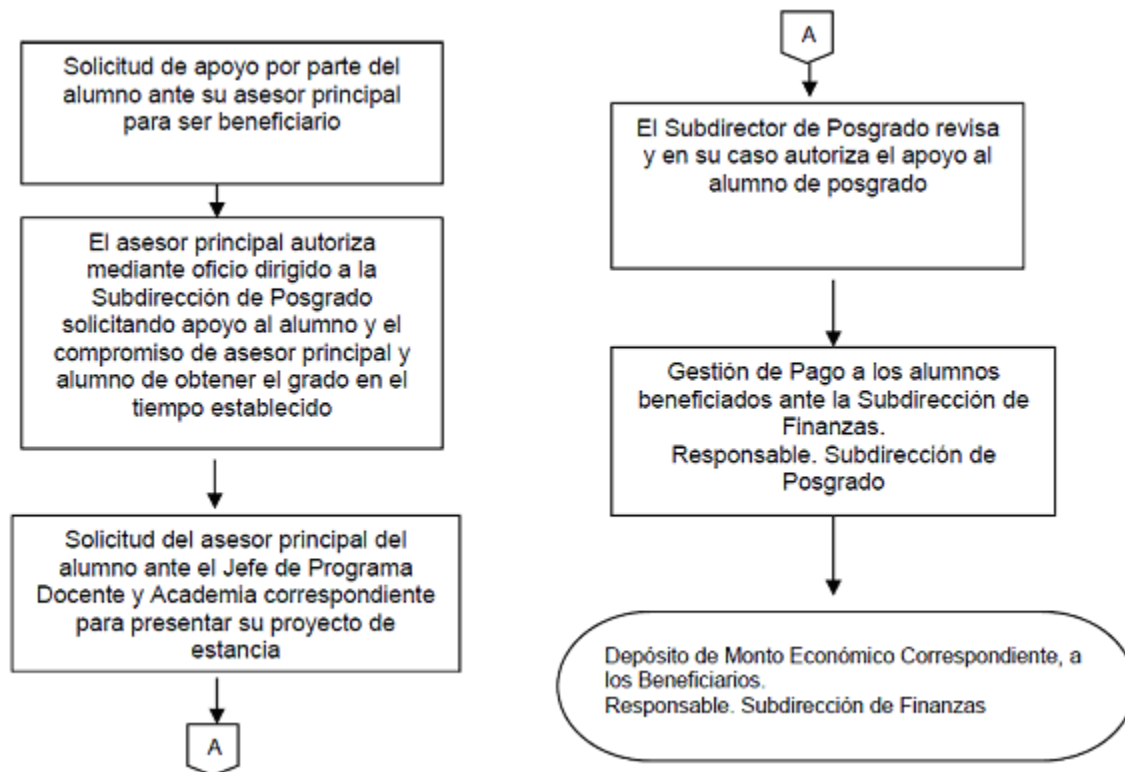 Solicitud de apoyo por parte del
alumno ante su asesor principal
para ser beneficiario
El asesor principal autoriza
mediante oficio dirigido a la
Subdirección de Posgrado
solicitando apoyo al alumno y el
compromiso de asesor principal y
alumno de obtener el grado en el
tiempo establecido
Solicitud del asesor principal del
alumno ante el Jefe de Programa
Docente y Academia correspondiente
para presentar su proyecto de
estancia
A
A
El Subdirector de Posgrado revisa
y en su caso autoriza el apoyo al
alumno de posgrado
Gestión de Pago a los alumnos
beneficiados ante la Subdirección de
Finanzas.
Responsable. Subdirección de
Posgrado
Depósito de Monto Económico Correspondiente, a
los Beneficiarios.
Responsable. Subdirección de Finanzas